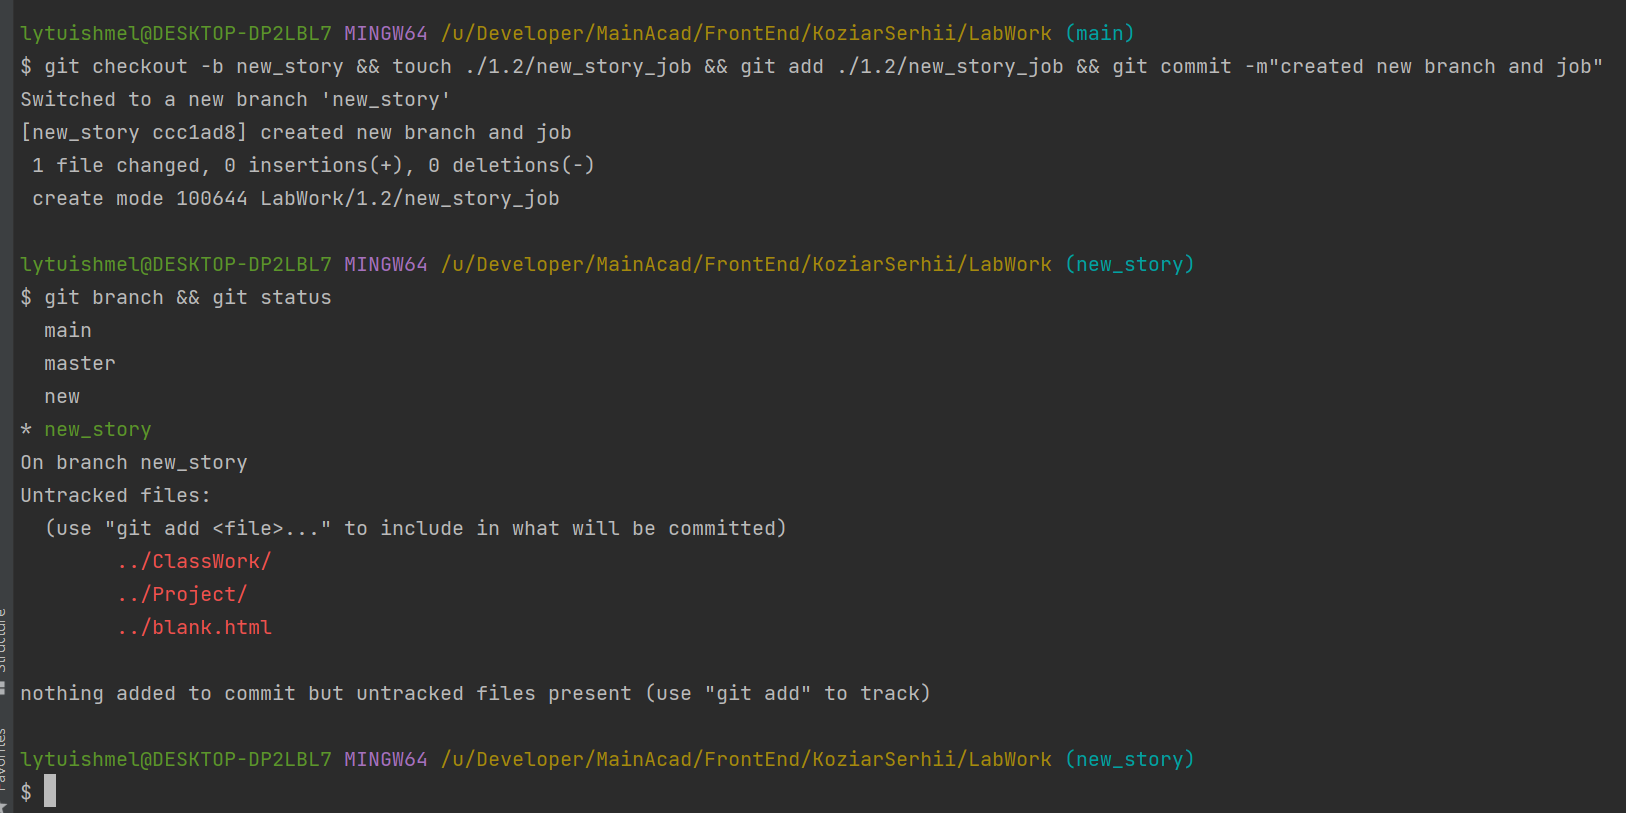 lytuishmel@DESKTOP-DP2LBL7 MINGW64 /u/Developer/MainAcad/FrontEnd/KoziarSerhii/LabWork (main)
$ git checkout -b new_story && touch ./1.2/new_story_job && git add ./1.2/new_story_job && git commit -m"created new branch and job"
Switched to a new branch 'new_story'
[new_story ccc1ad8] created new branch and job
 1 file changed, 0 insertions(+), 0 deletions(-)
 create mode 100644 LabWork/1.2/new_story_job
lytuishmel@DESKTOP-DP2LBL7 MINGW64 /u/Developer/MainAcad/FrontEnd/KoziarSerhii/LabWork (new_story)
$ git branch && git status
  main
  master
  new
* new_story
On branch new_story
Untracked files:
  (use "git add <file>..." to include in what will be committed)
        ../ClassWork/
        ../Project/
        ../blank.html
nothing added to commit but untracked files present (use "git add" to track)
lytuishmel@DESKTOP-DP2LBL7 MINGW64 /u/Developer/MainAcad/FrontEnd/KoziarSerhii/LabWork (new_story)
$
Structure
Favorites